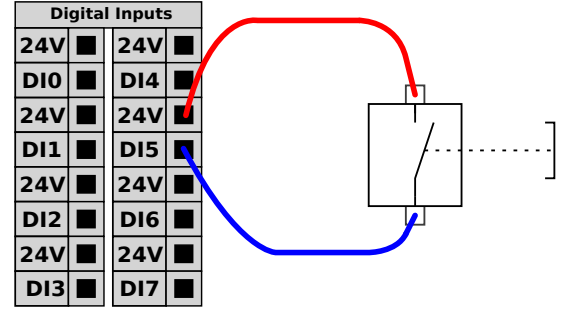 Digital Inputs
24V 24V
DI0 DI4
24V 24V
DI1 DI5
24V 24V
DI2 DI6
24V 24V
DI3 DI7